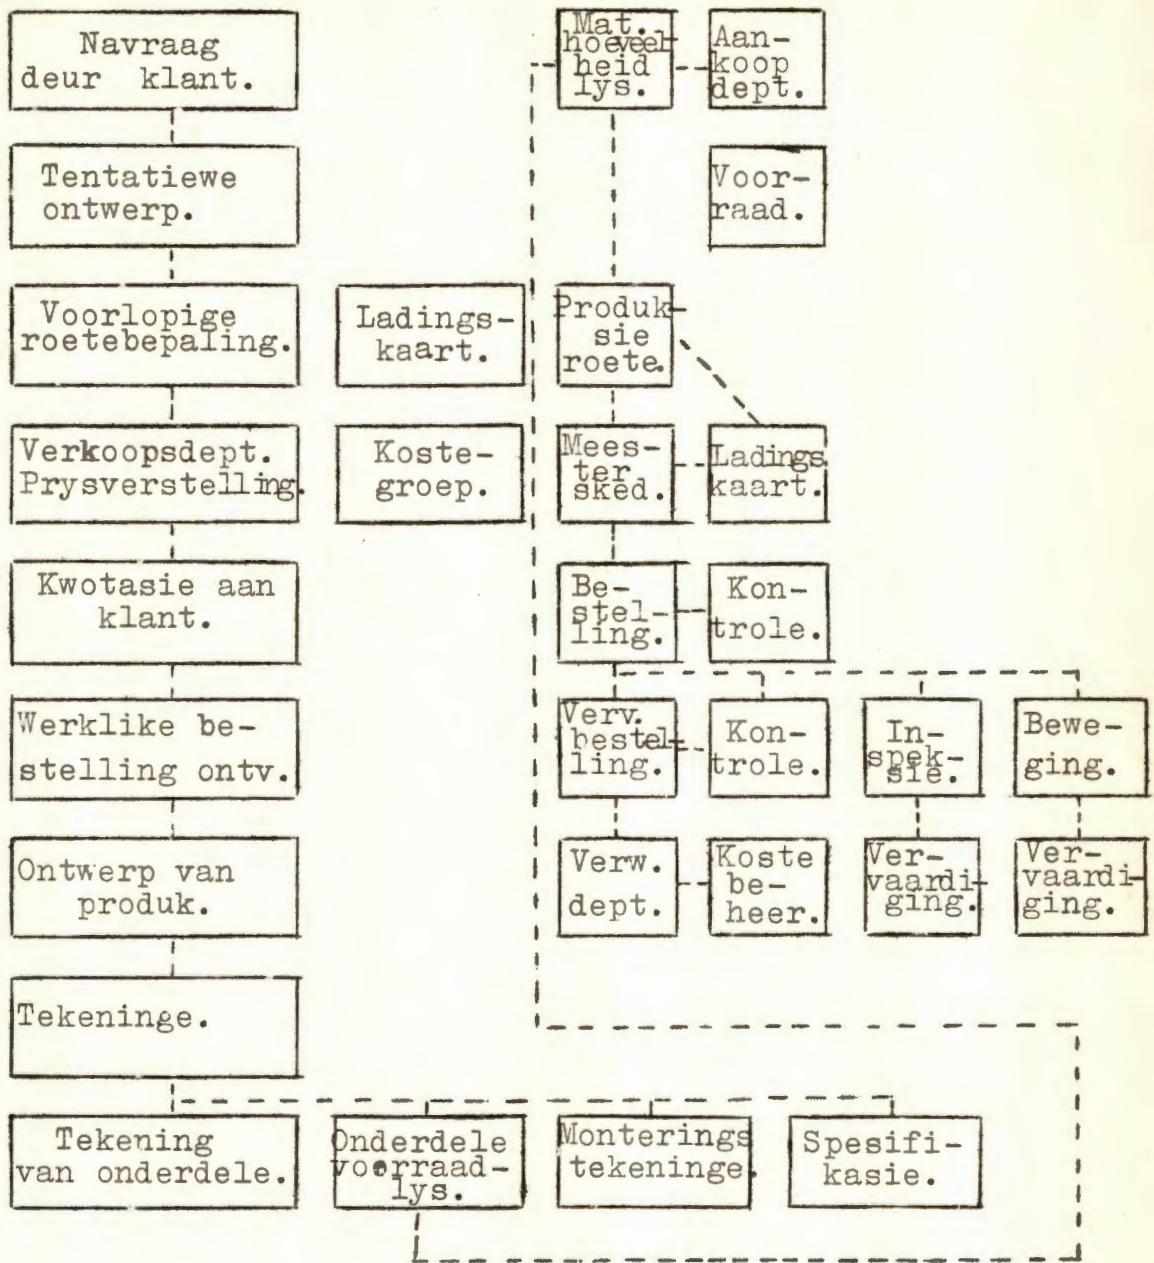 Navraag
deur klant.
Tentatiewe
ontwerp.
Voorlopige
roetebepaling.
Verkoopsdept.
Prysverstelling.
Kwotasie aan
klant.
Werklike be-
stelling ontv.
Ontwerp van
produk.
Tekeninge.
Tekening
van onderdele.
Ladings-
kaart.
Koste-
groep.
Onderdele
voorraad-
lys.
Monterings
tekeninge.
Spesifi-
kasie.
Mat.
hoeveel-
heid
lys.
Aan-
koop
dept.
Voor-
raad.
Produk-
sie
roete.
Mees-
ter
sked.
Ladings
kaart.
Be-
stel-
ling.
Kon-
trole.
Verv.
bestel-
ling.
Kon-
trole.
In-
spek-
sie.
Bewe-
ging.
Verw.
dept.
Koste
be-
heer.
Ver-
vaardi-
ging.
Ver-
vaardi-
ging.